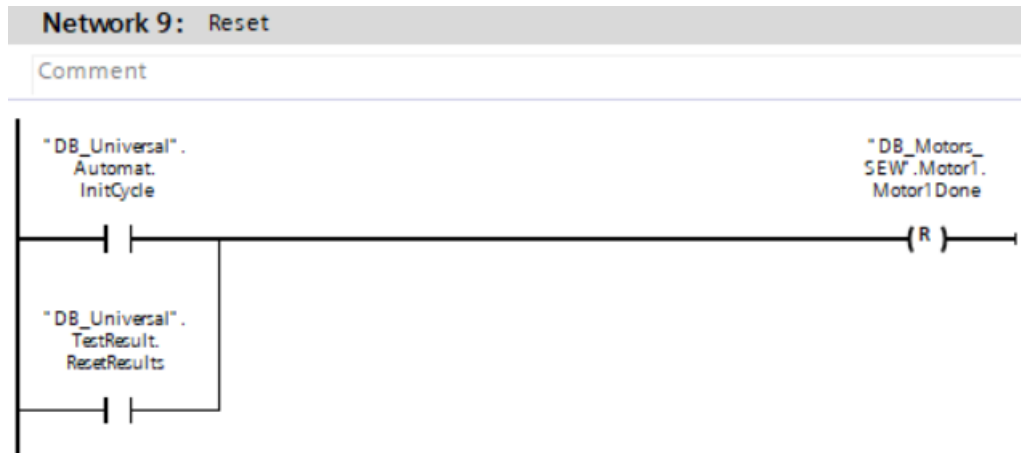 Network 9: Reset
Comment
"DB_Universal".
Automat.
InitCycle
"DB_Motors_
SEW".Motor1.
Motor1Done
( R )
"DB_Universal".
TestResult.
ResetResults